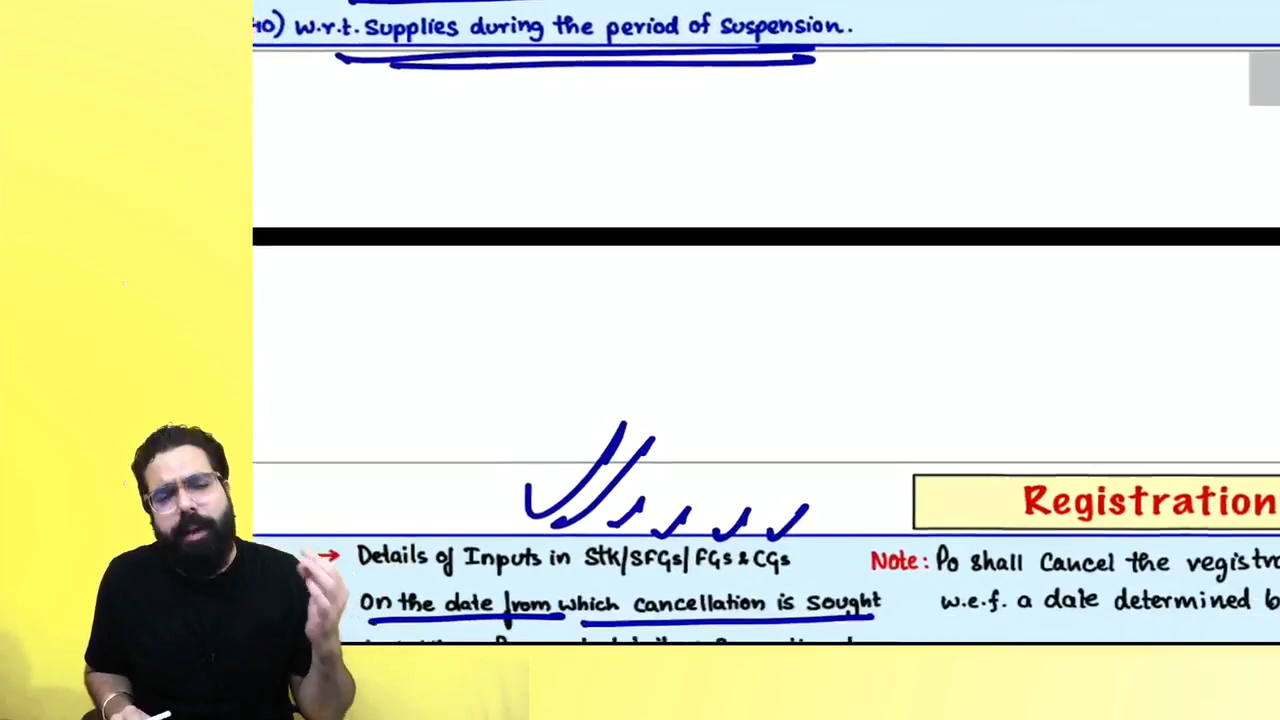 40) w.r.t. Supplies during the period of suspension.
Registration
→ Details of Inputs in Stk/SFGs/FGs & CGs
On the date from which cancellation is sought
Note: Po shall Cancel the registra
w.e.f. a date determined b